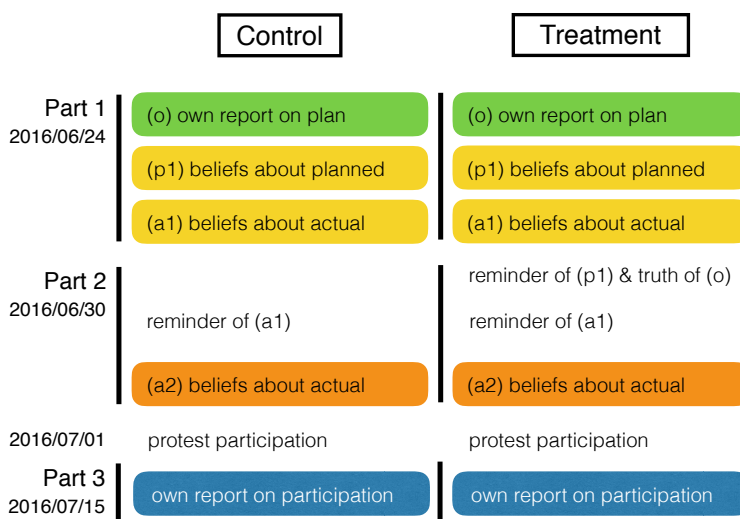 Control
Treatment
Part 1
2016/06/24
(o) own report on plan
(o) own report on plan
(p1) beliefs about planned
(p1) beliefs about planned
(a1) beliefs about actual
(a1) beliefs about actual
Part 2
2016/06/30
reminder of (p1) & truth of (o)
reminder of (a1)
reminder of (a1)
(a2) beliefs about actual
(a2) beliefs about actual
2016/07/01
protest participation
protest participation
Part 3
2016/07/15
own report on participation
own report on participation